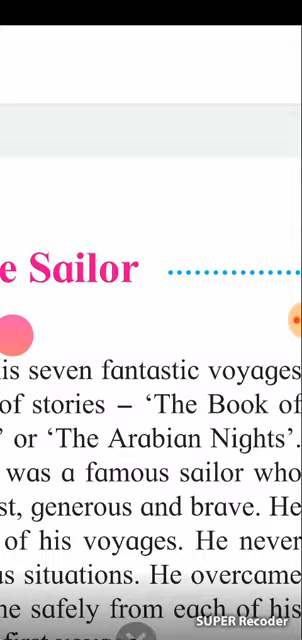 e Sailor
is seven fantastic voyages
of stories – ‘The Book of
’ or ‘The Arabian Nights’.
was a famous sailor who
st, generous and brave. He
of his voyages. He never
us situations. He overcame
ne safely from each of his
first voyage
SUPER Recoder